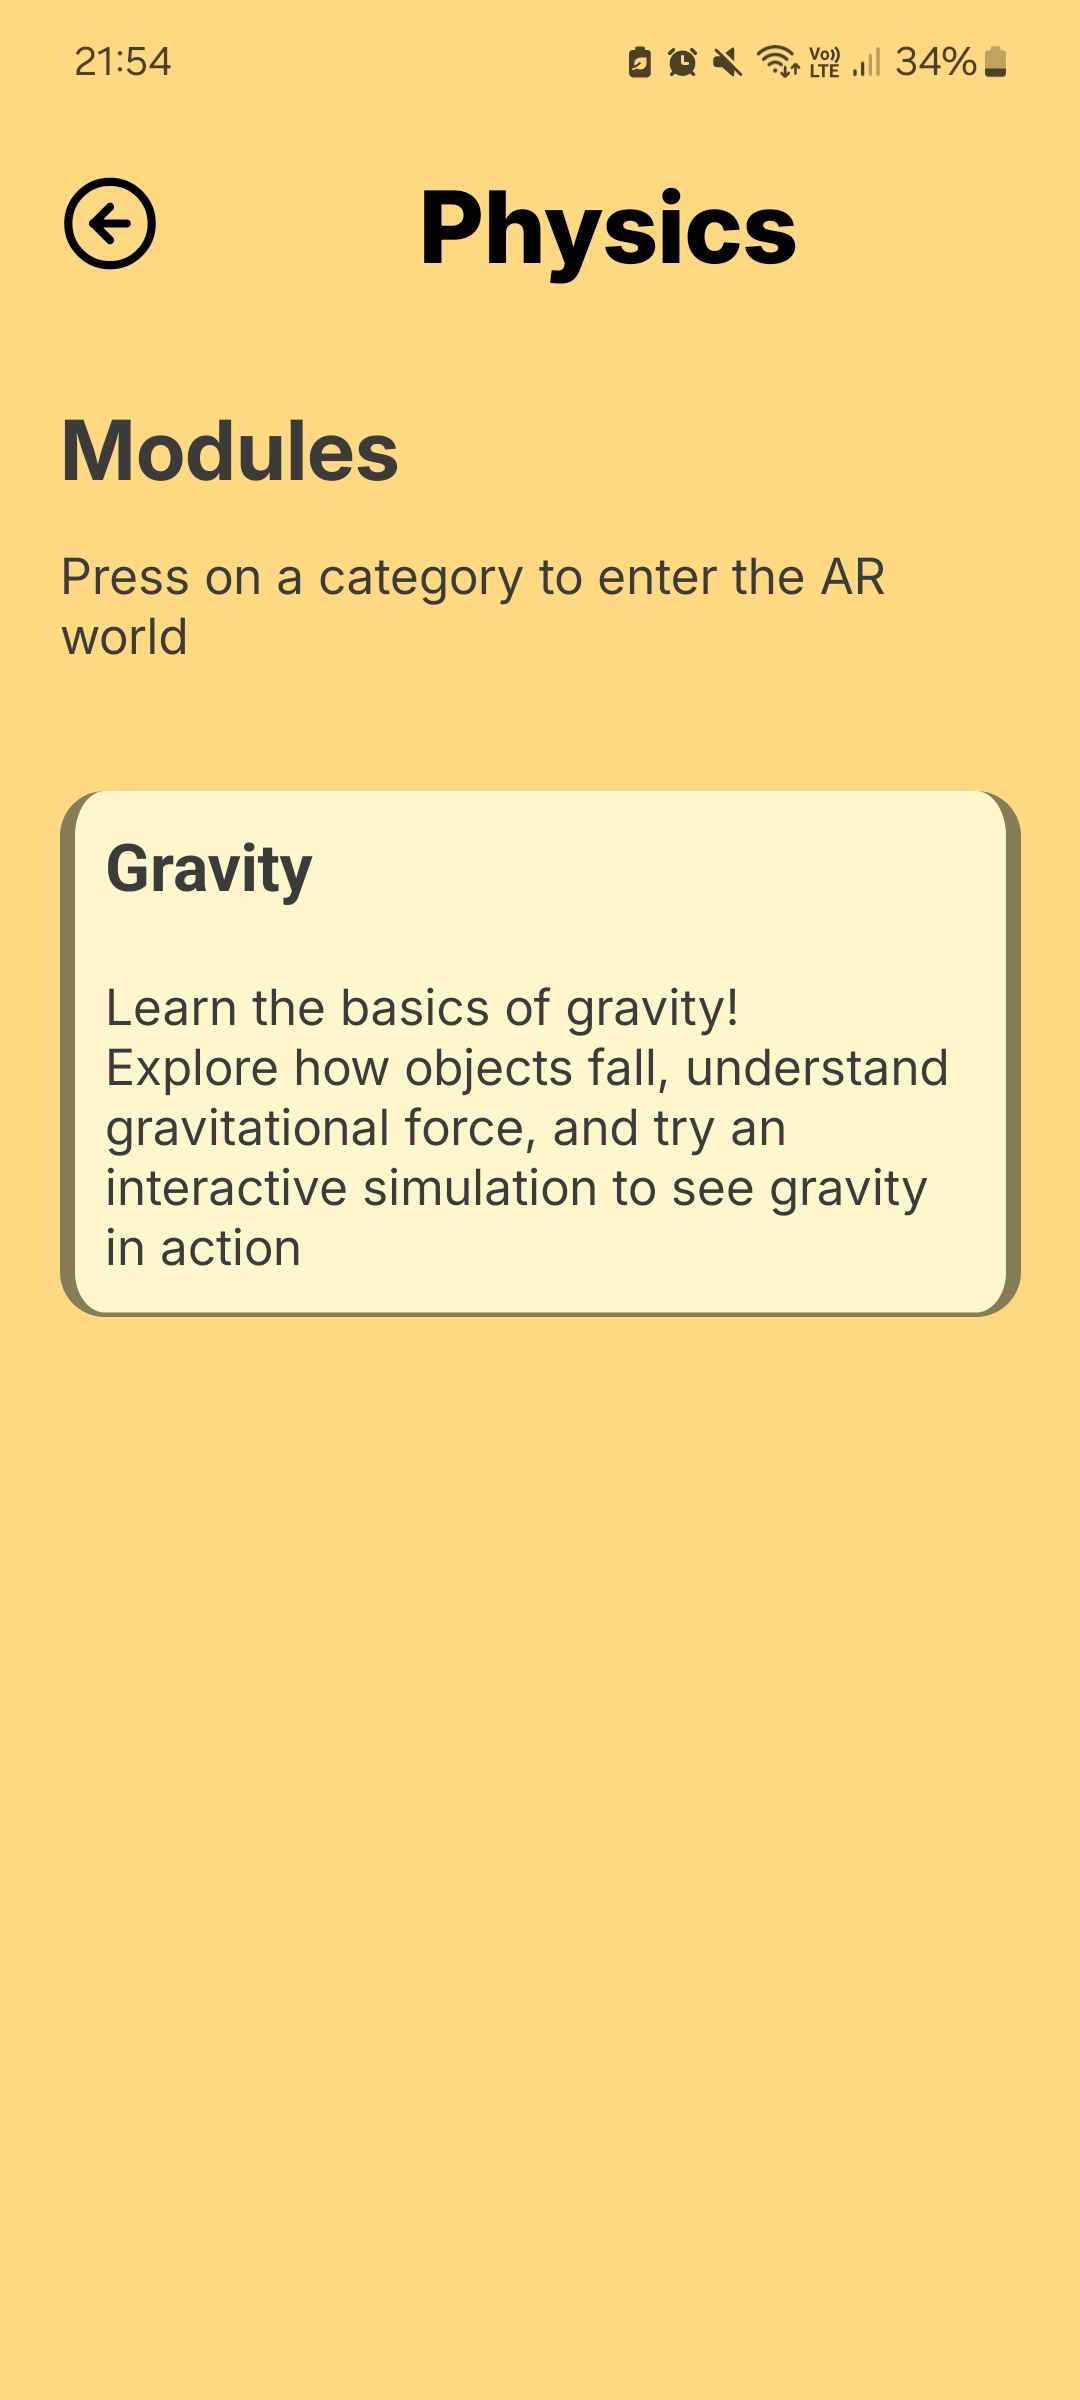 21:54
Vo)) LTE 34%
Physics
Modules
Press on a category to enter the AR
world
Gravity
Learn the basics of gravity!
Explore how objects fall, understand
gravitational force, and try an
interactive simulation to see gravity
in action